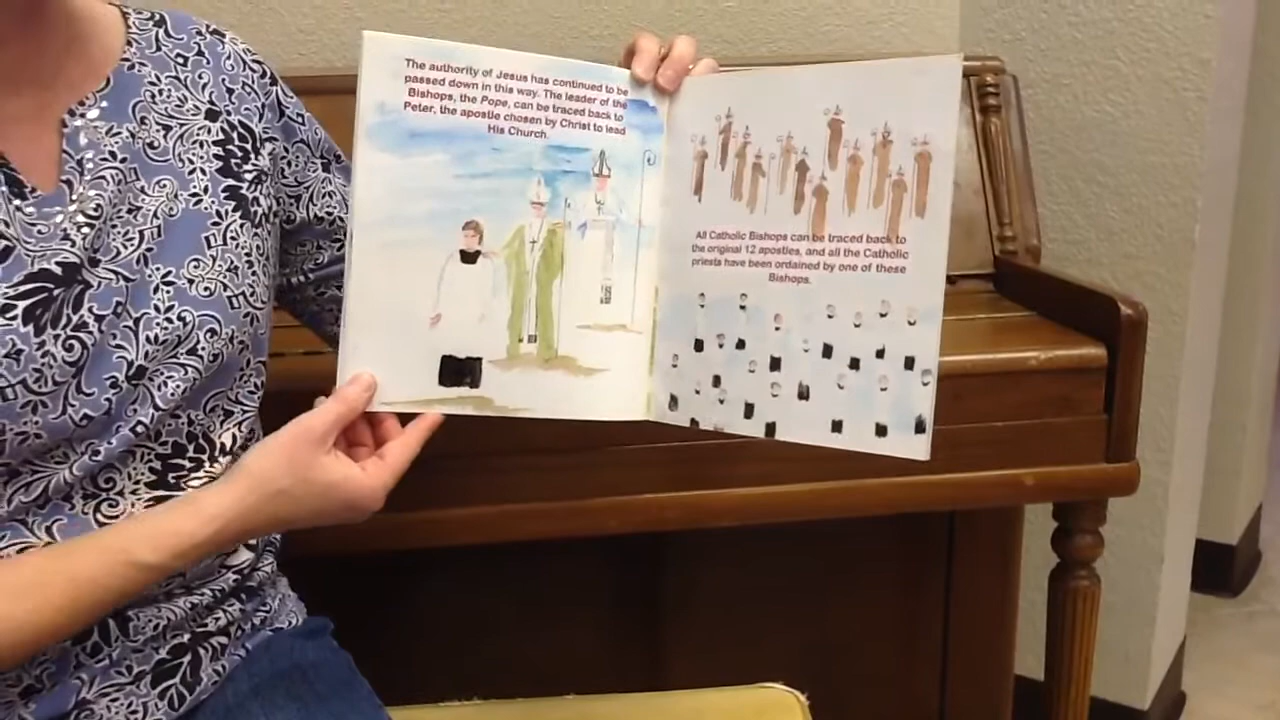 The authority of Jesus has continued to be
passed down in this way. The leader of the
Bishops, the Pope, can be traced back to
Peter, the apostle chosen by Christ to lead
His Church.
All Catholic Bishops can be traced back to
the original 12 apostles, and all the Catholic
priests have been ordained by one of these
Bishops.